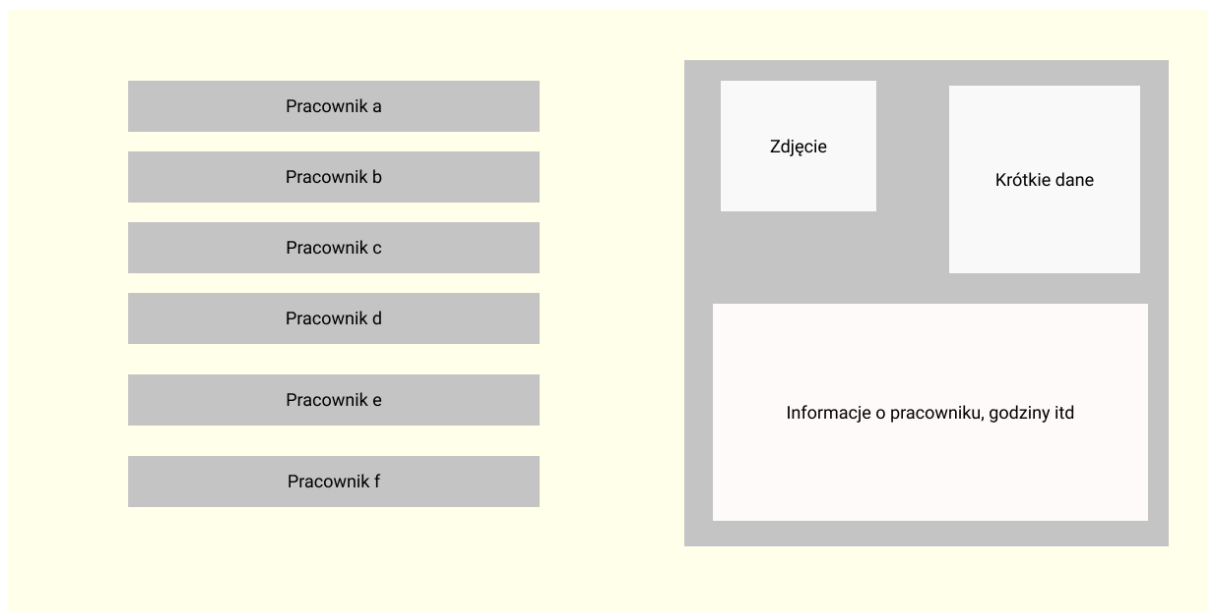 Pracownik a
Pracownik b
Pracownik c
Pracownik d
Pracownik e
Pracownik f
Zdjęcie
Krótkie dane
Informacje o pracowniku, godziny itd